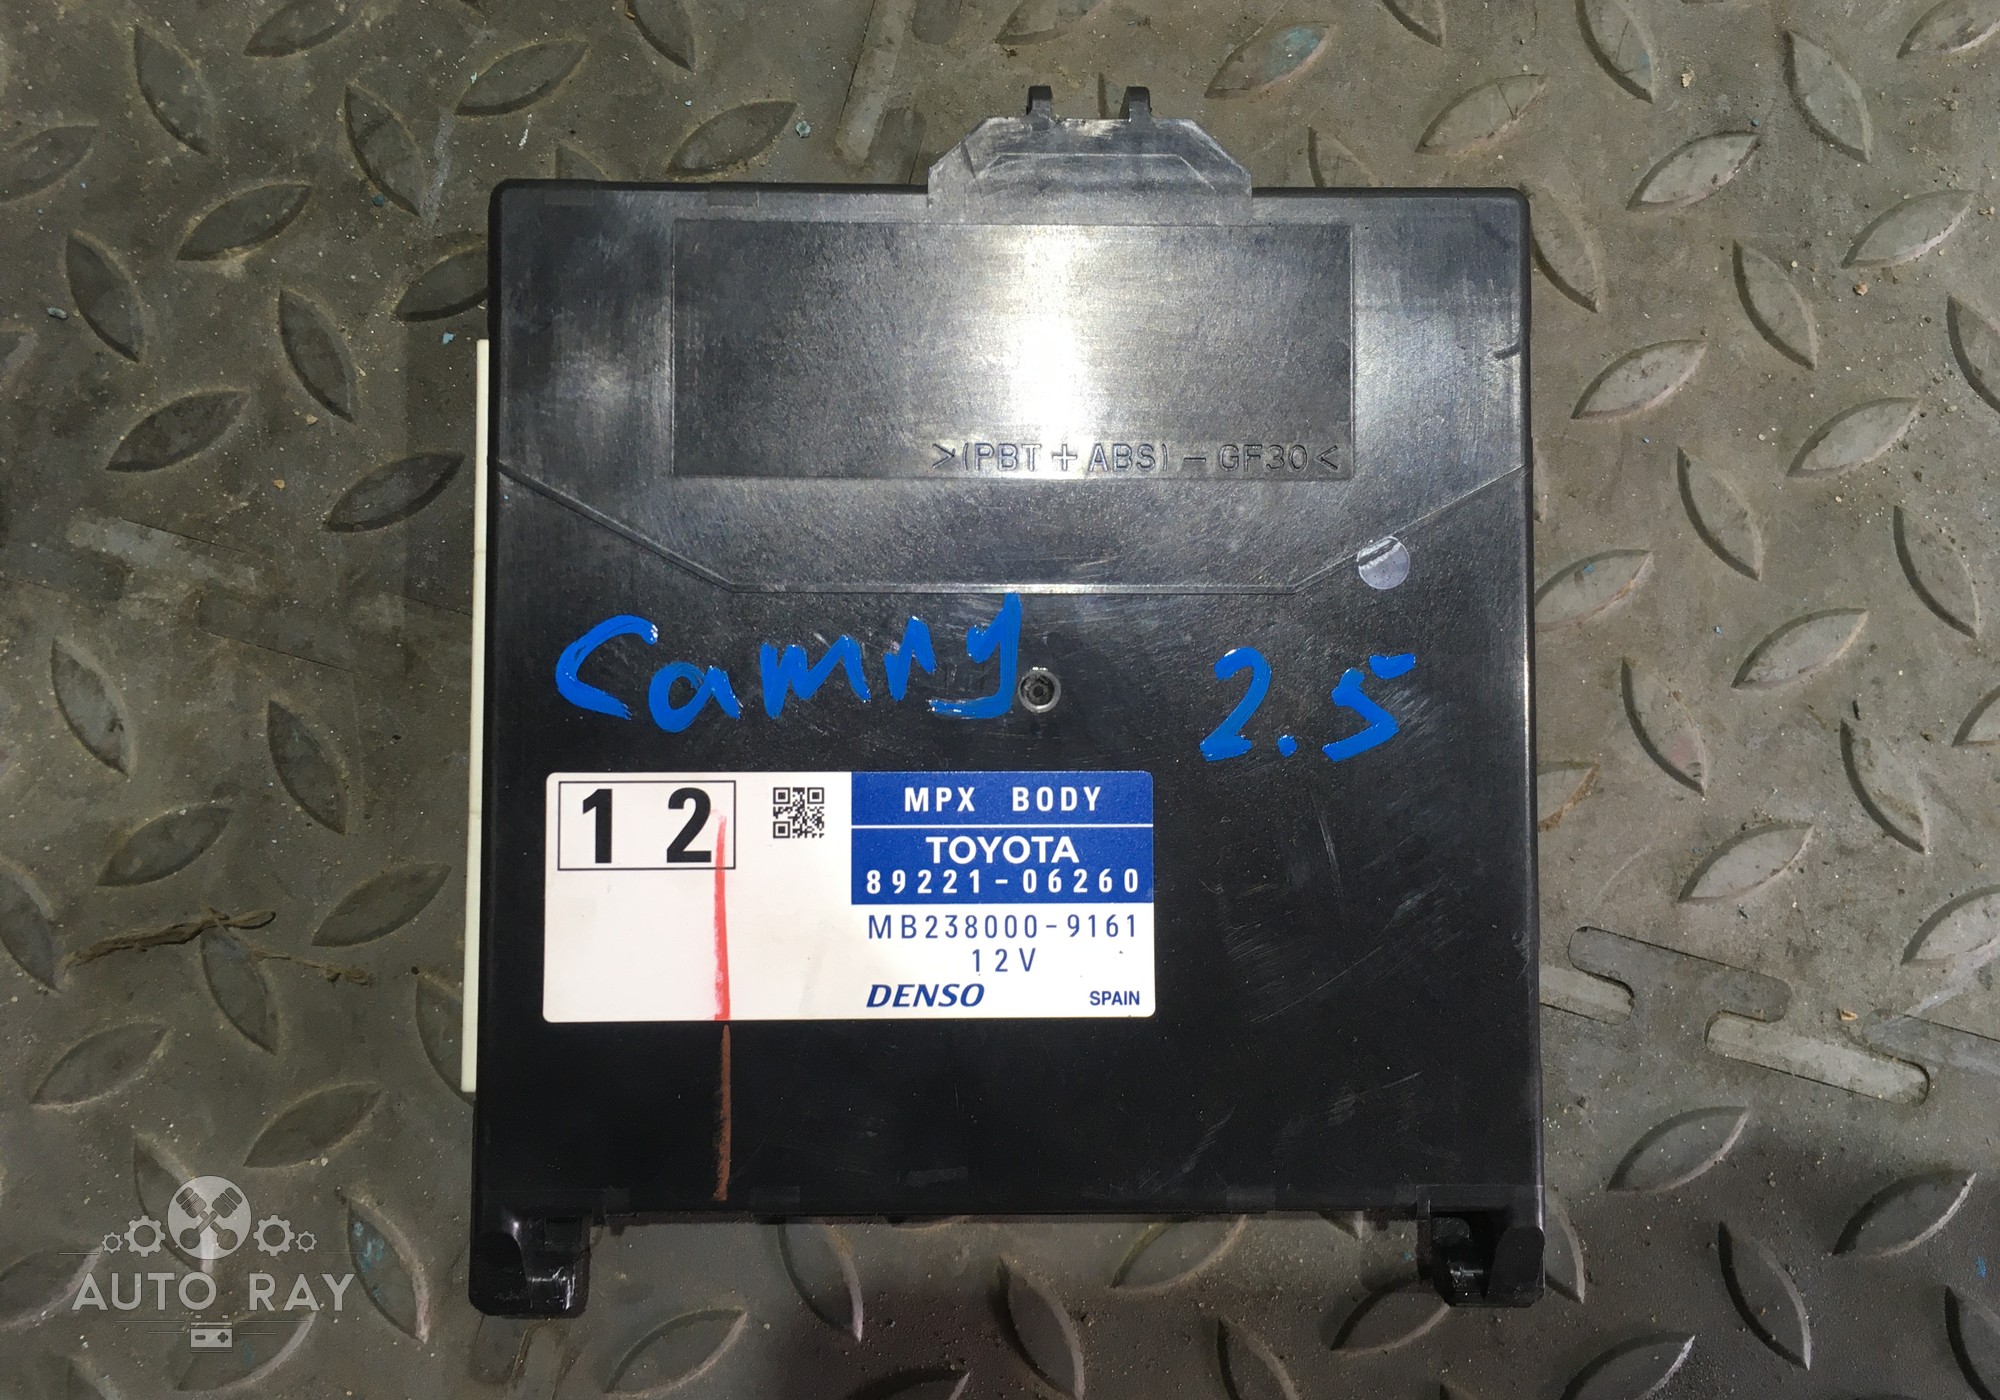 >(PBT + ABS) - GF30<
Camry 2.5
12
MPX BODY
TOYOTA
89221-06260
MB238000-9161
12V
DENSO
SPAIN
AUTO RAY